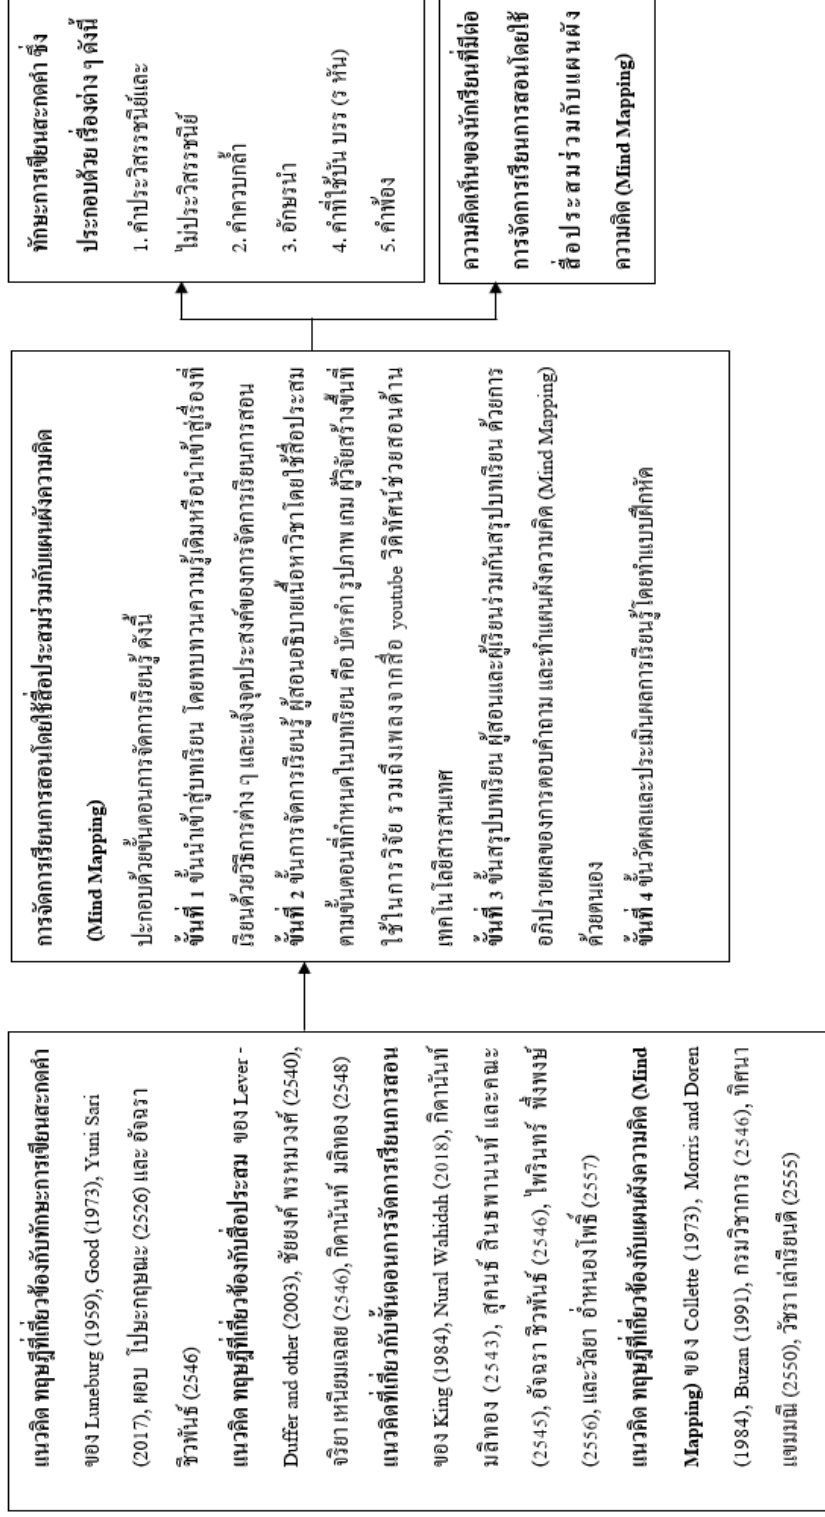 แนวคิด ทฤษฎีที่เกี่ยวข้องกับทักษะการเขียนสะกดคำ
ของ Luneburg (1959), Good (1973), Yuni Sari
(2017), ผอบ โปษะกฤษณะ (2526) และ อัจฉรา
ชีวพันธ์ (2546)
แนวคิด ทฤษฎีที่เกี่ยวข้องกับสื่อประสม ของ Lever -
Duffer and other (2003), ชัยยงค์ พรหมวงศ์ (2540),
จริยา เหนียมเฉลย (2546), กิดานันท์ มลิทอง (2548)
แนวคิดที่เกี่ยวกับขั้นตอนการจัดการเรียนการสอน
ของ King (1984), Nural Wahidah (2018), กิดานันท์
มลิทอง (2543), สุคนธ์ สินธพานนท์ และคณะ
(2545), อัจฉรา ชีวพันธ์ (2546), ไพรินทร์ พึ่งพงษ์
(2556), และวัลยา อำหนองโพธิ์ (2557)
แนวคิด ทฤษฎีที่เกี่ยวข้องกับแผนผังความคิด (Mind
Mapping) ของ Collette (1973), Morris and Doren
(1984), Buzan (1991), กรมวิชาการ (2546), ทิศนา
แขมมณี (2550), วัชรา เล่าเรียนดี (2555)
การจัดการเรียนการสอนโดยใช้สื่อประสมร่วมกับแผนผังความคิด
(Mind Mapping)
ประกอบด้วยขั้นตอนการจัดการเรียนรู้ ดังนี้
ขั้นที่ 1 ขั้นนำเข้าสู่บทเรียน โดยทบทวนความรู้เดิมหรือนำเข้าสู่เรื่องที่
เรียนด้วยวิธีการต่าง ๆ และแจ้งจุดประสงค์ของการจัดการเรียนการสอน
ขั้นที่ 2 ขั้นการจัดการเรียนรู้ ผู้สอนอธิบายเนื้อหาวิชาโดยใช้สื่อประสม
ตามขั้นตอนที่กำหนดในบทเรียน คือ บัตรคำ รูปภาพ เกม ผู้วิจัยสร้างขึ้นที่
ใช้ในการวิจัย รวมถึงเพลงจากสื่อ youtube วิดิทัศน์ช่วยสอนด้าน
เทคโนโลยีสารสนเทศ
ขั้นที่ 3 ขั้นสรุปบทเรียน ผู้สอนและผู้เรียนร่วมกันสรุปบทเรียน ด้วยการ
อภิปรายผลของการตอบคำถาม และทำแผนผังความคิด (Mind Mapping)
ด้วยตนเอง
ขั้นที่ 4 ขั้นวัดผลและประเมินผลการเรียนรู้โดยทำแบบฝึกหัด
ทักษะการเขียนสะกดคำ ซึ่ง
ประกอบด้วย เรื่องต่าง ๆ ดังนี้
1. คำประวิสรรชนีย์และ
ไม่ประวิสรรชนีย์
2. คำควบกล้ำ
3. อักษรนำ
4. คำที่ใช้บัน บรร (ร หัน)
5. คำพ้อง
ความคิดเห็นของนักเรียนที่มีต่อ
การจัดการเรียนการสอนโดยใช้
สื่อประสมร่วมกับแผนผัง
ความคิด (Mind Mapping)